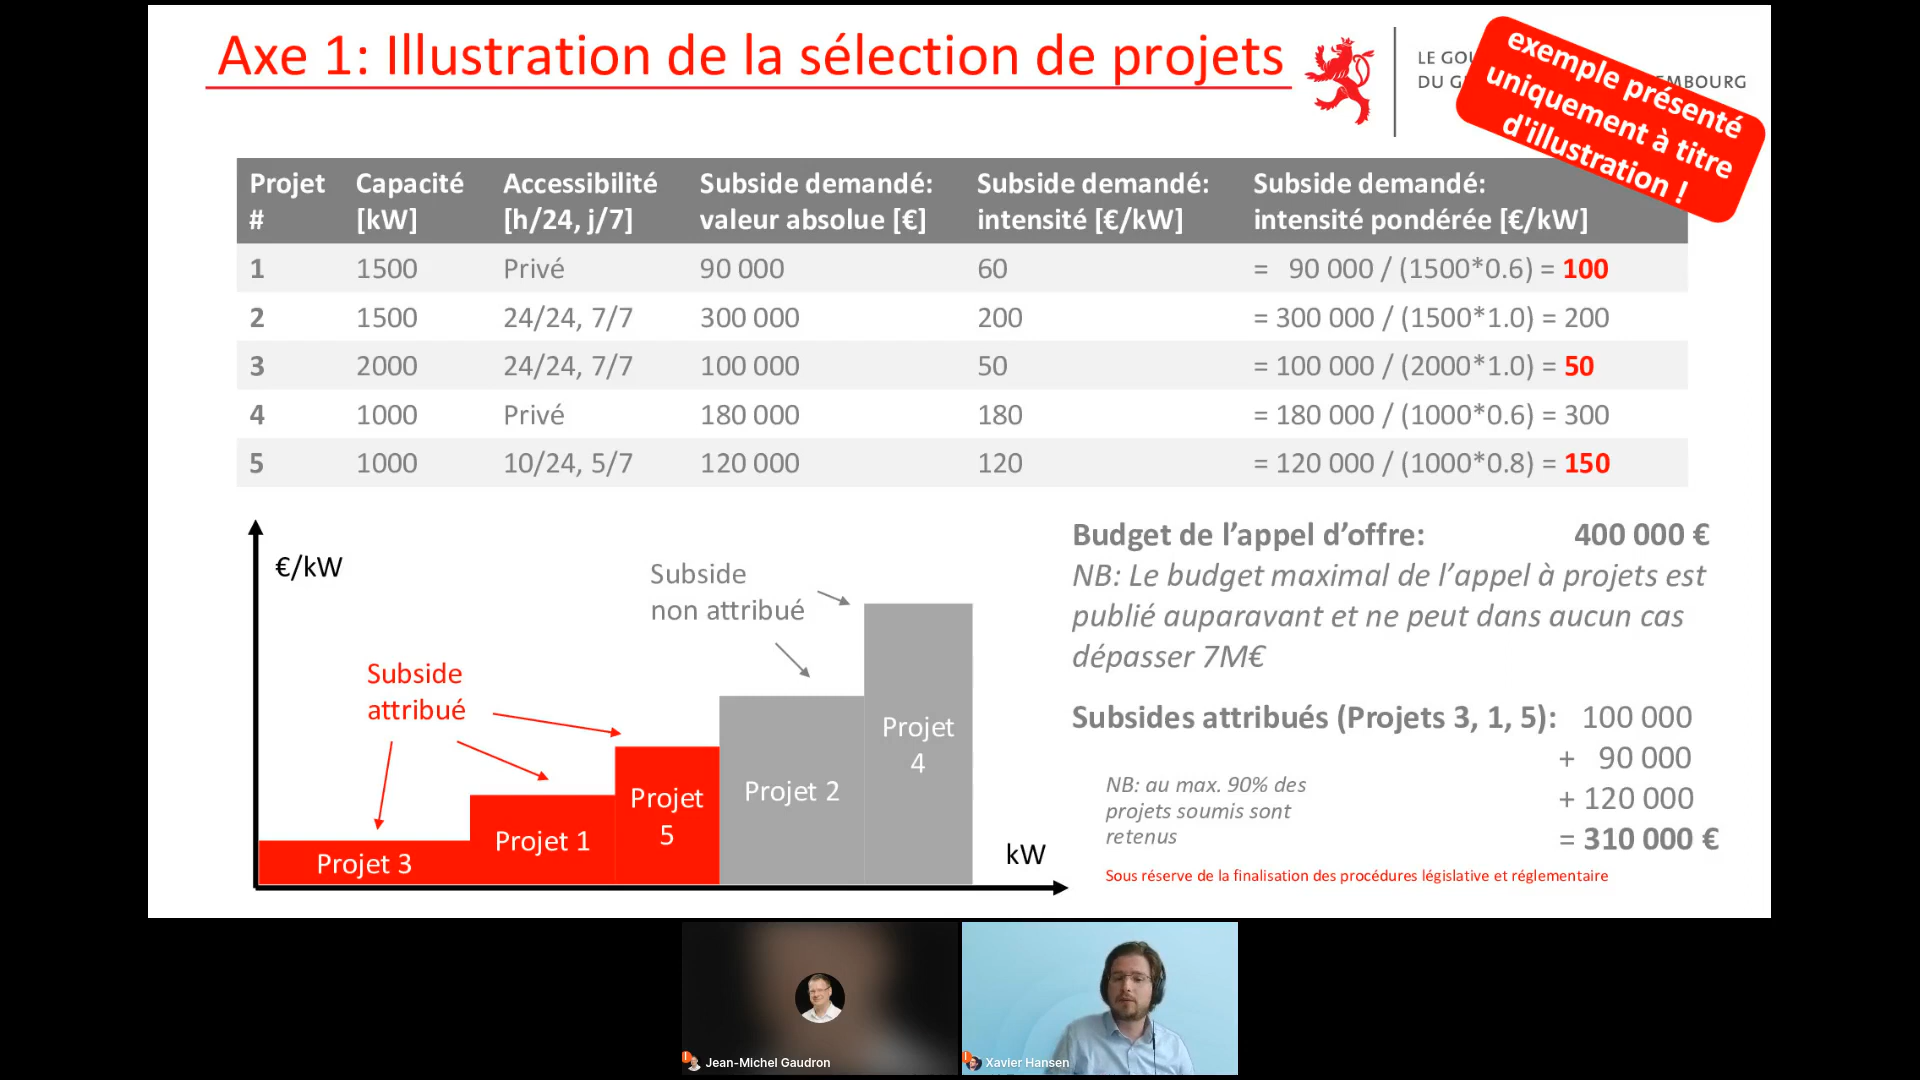 Axe 1: Illustration de la sélection de projets
LE GOU
DU G MBOURG
exemple présenté
uniquement à titre
d'illustration !
Projet # Capacité [kW] Accessibilité [h/24, j/7] Subside demandé: valeur absolue [€] Subside demandé: intensité [€/kW] Subside demandé: intensité pondérée [€/kW]
1 1500 Privé 90 000 60 = 90 000 / (1500*0.6) = 100
2 1500 24/24, 7/7 300 000 200 = 300 000 / (1500*1.0) = 200
3 2000 24/24, 7/7 100 000 50 = 100 000 / (2000*1.0) = 50
4 1000 Privé 180 000 180 = 180 000 / (1000*0.6) = 300
5 1000 10/24, 5/7 120 000 120 = 120 000 / (1000*0.8) = 150
€/kW
Subside
non attribué
Subside
attribué
Projet 3
Projet 1
Projet
5
Projet 2
Projet
4
kW
Budget de l’appel d’offre: 400 000 €
NB: Le budget maximal de l’appel à projets est
publié auparavant et ne peut dans aucun cas
dépasser 7M€
Subsides attribués (Projets 3, 1, 5): 100 000
+ 90 000
+ 120 000
= 310 000 €
NB: au max. 90% des
projets soumis sont
retenus
Sous réserve de la finalisation des procédures législative et réglementaire
Jean-Michel Gaudron
Xavier Hansen